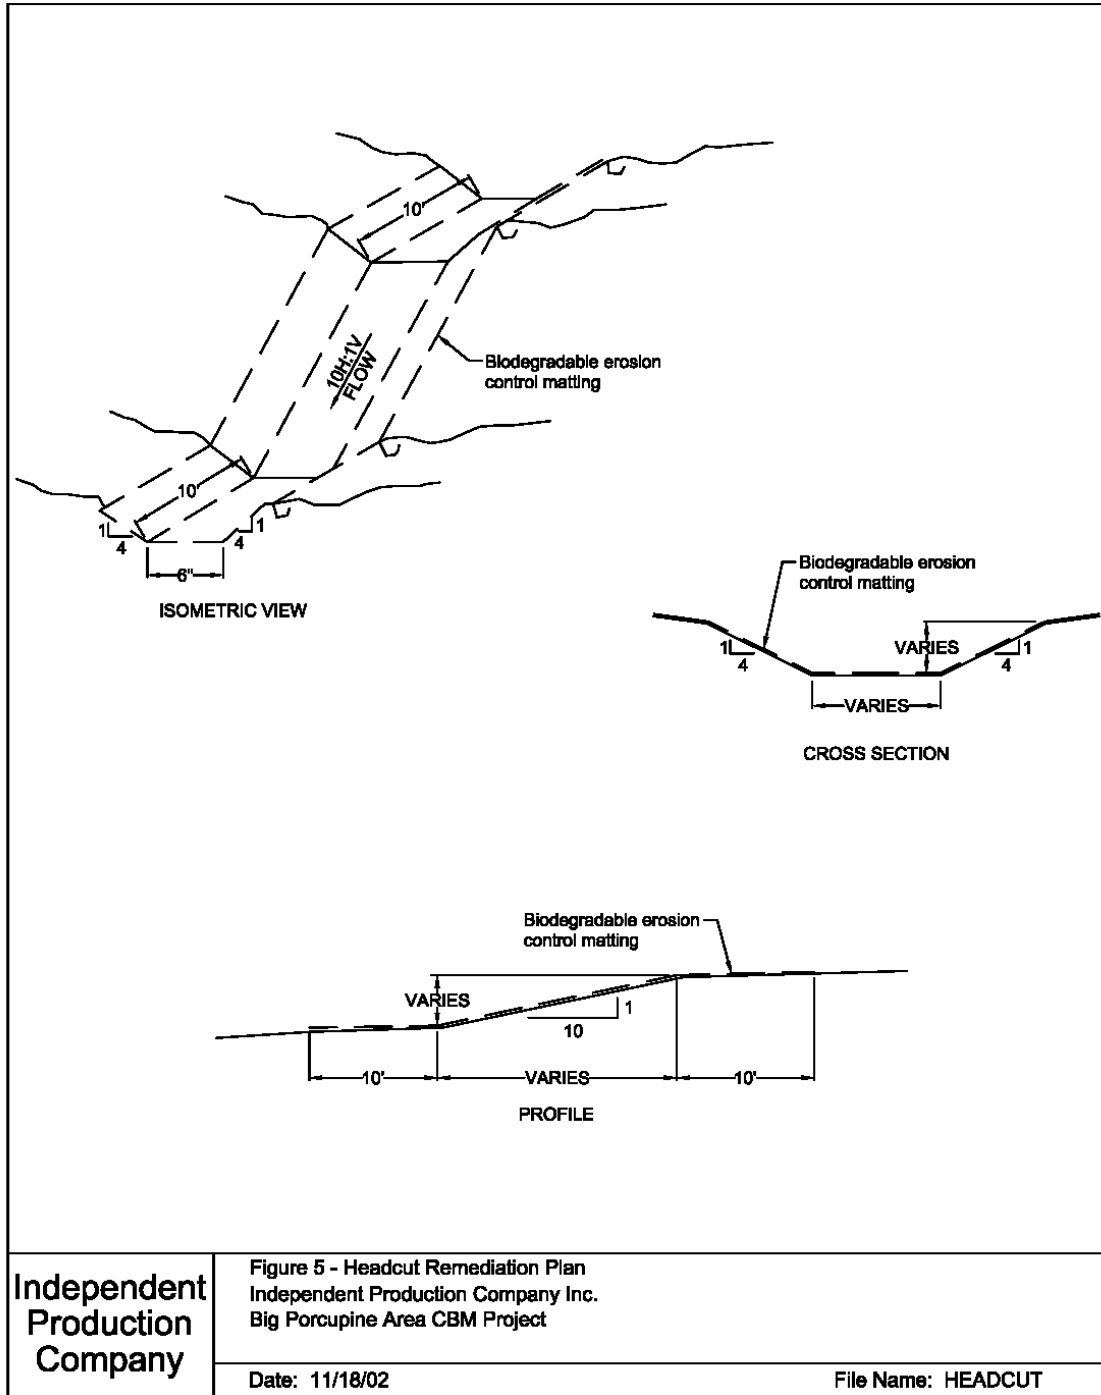 10'
10H:1V
FLOW
Biodegradable erosion
control matting
10'
1
4
1
4
6"
ISOMETRIC VIEW
Biodegradable erosion
control matting
1
4
VARIES
1
4
VARIES
CROSS SECTION
Biodegradable erosion
control matting
VARIES
1
10
10'
VARIES
10'
PROFILE
Independent
Production
Company
Figure 5 - Headcut Remediation Plan
Independent Production Company Inc.
Big Porcupine Area CBM Project
Date: 11/18/02
File Name: HEADCUT